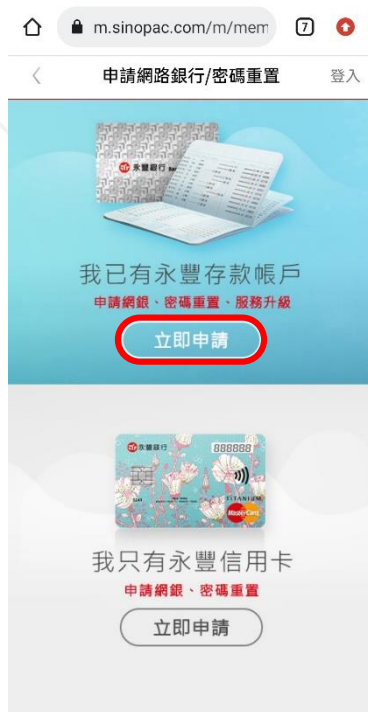 m.sinopac.com/m/mem
7
申請網路銀行/密碼重置
登入
永豐銀行
我已有永豐存款帳戶
申請網銀、密碼重置、服務升級
立即申請
永豐銀行
888888
TITANIUM
MasterCard
我只有永豐信用卡
申請網銀、密碼重置
立即申請